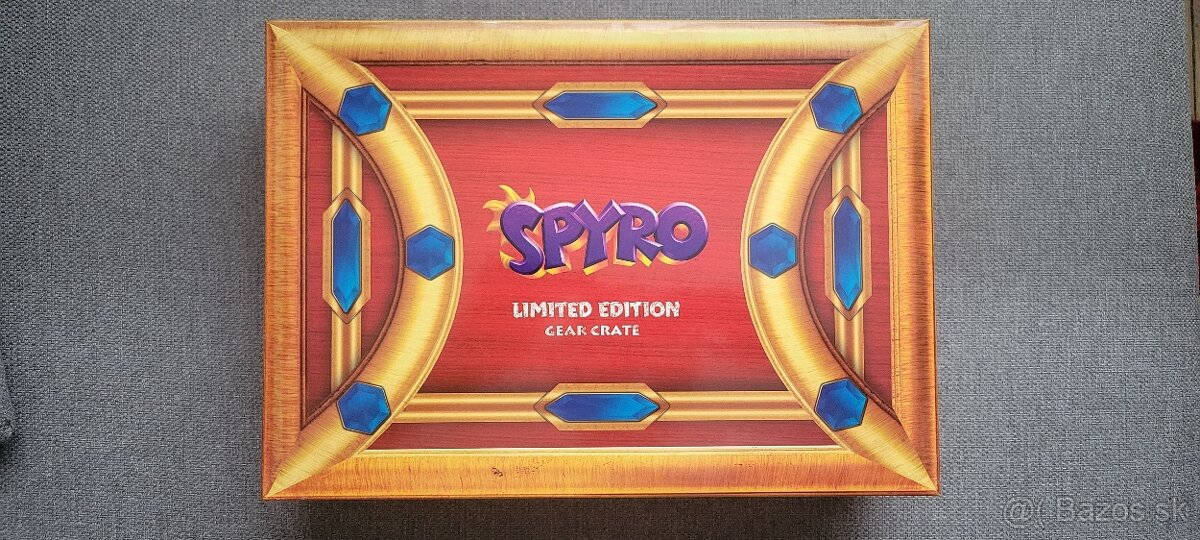 SPYRO
LIMITED EDITION
GEAR CRATE
@( Bazos.sk